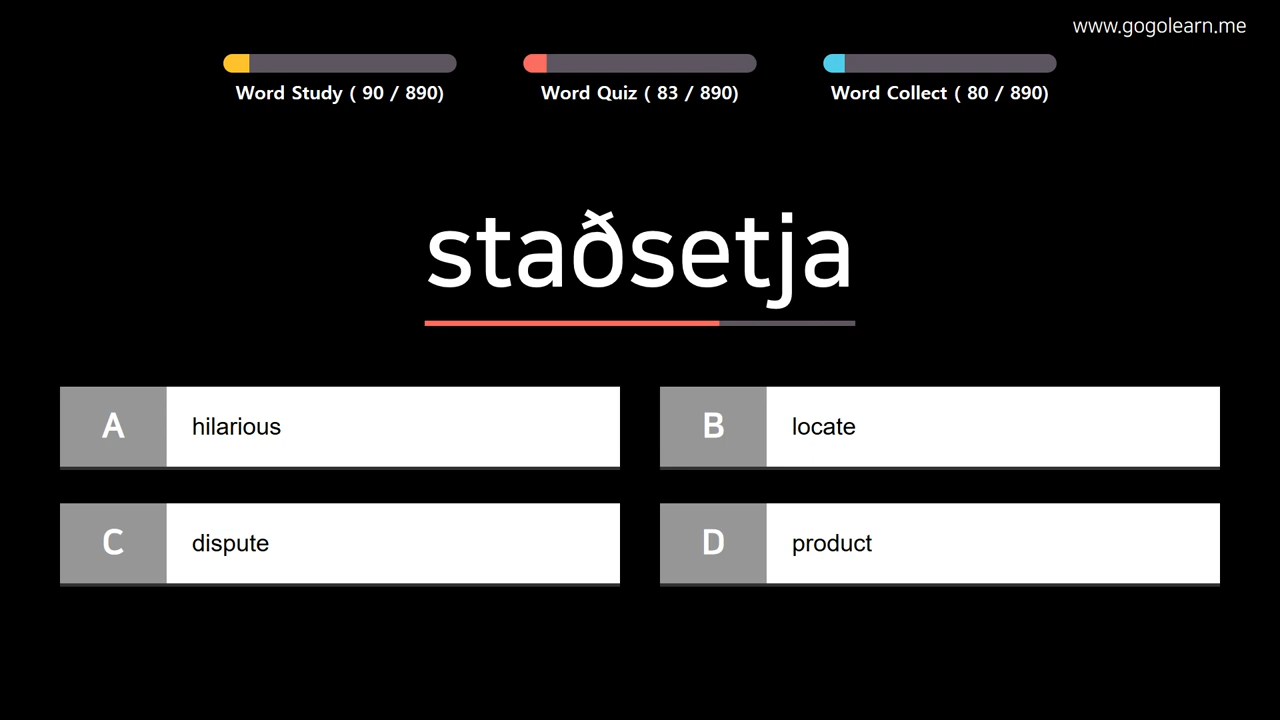 www.gogolearn.me
Word Study ( 90 / 890)
Word Quiz ( 83 / 890)
Word Collect ( 80 / 890)
staðsetja
A hilarious
B locate
C dispute
D product